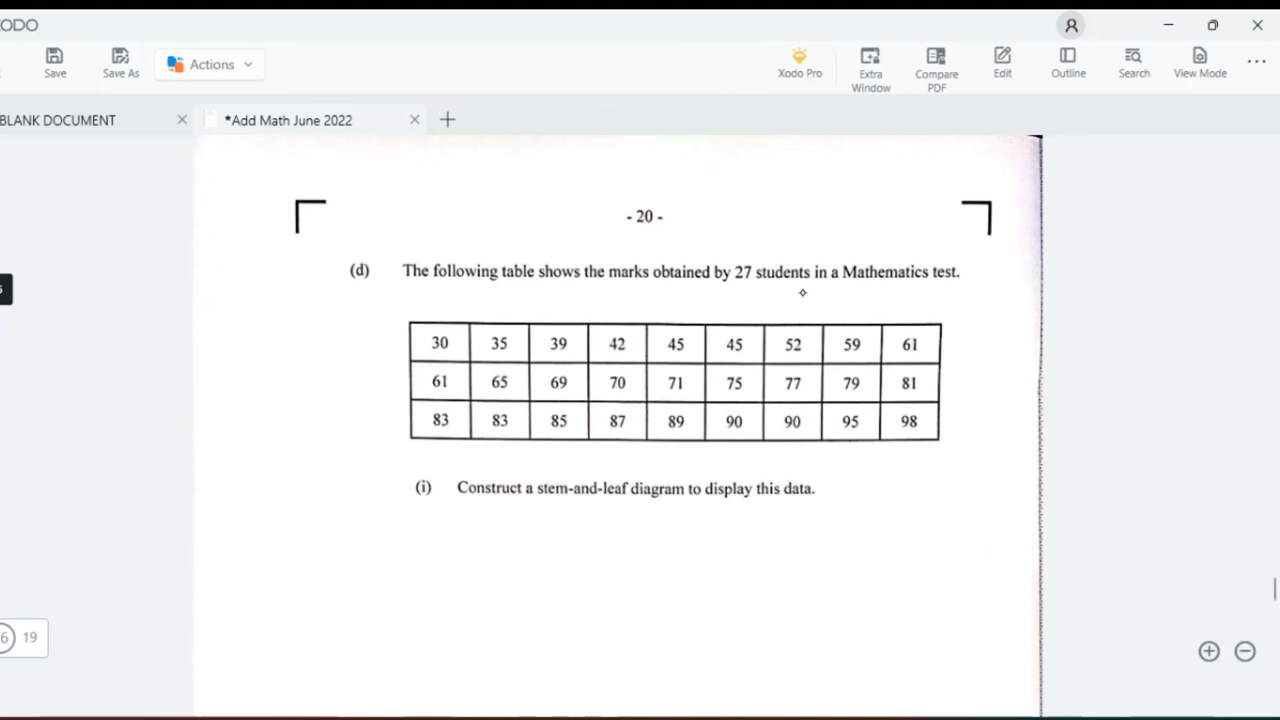 ODO
Save
Save As
Actions
Xodo Pro
Extra
Window
Compare
PDF
Edit
Outline
Search
View Mode
BLANK DOCUMENT
*Add Math June 2022
- 20 -
(d) The following table shows the marks obtained by 27 students in a Mathematics test.
30 35 39 42 45 45 52 59 61
61 65 69 70 71 75 77 79 81
83 83 85 87 89 90 90 95 98
(i) Construct a stem-and-leaf diagram to display this data.
6 19